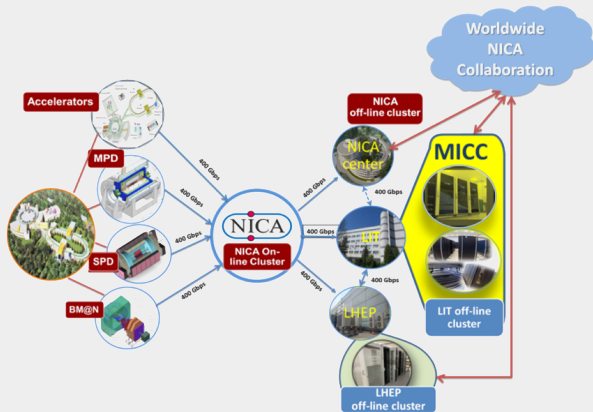 Worldwide
NICA
Collaboration
Accelerators
NICA
off-line cluster
400 Gbps
MPD
NICA
center
MICC
400 Gbps
400 Gbps
400 Gbps
NICA
NICA On-
line Cluster
400 Gbps
LIT
SPD
400 Gbps
400 Gbps
400 Gbps
400 Gbps
BM@N
LHEP
LIT off-line
cluster
LHEP
off-line cluster